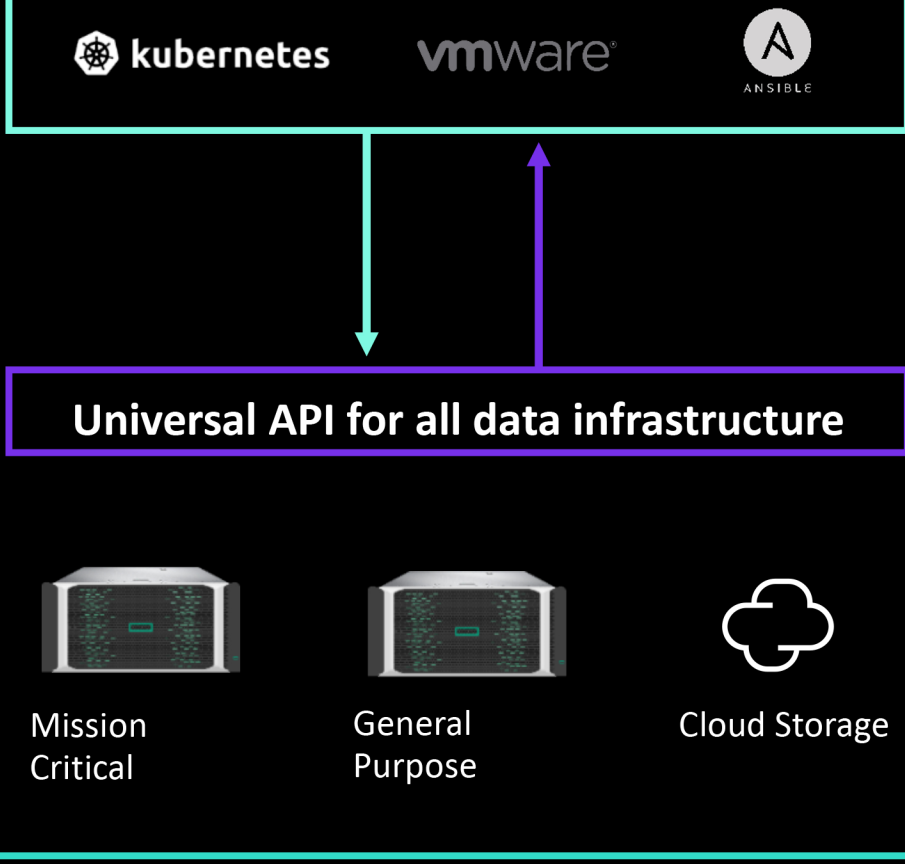 kubernetes
vmware®
ANSIBLE
Universal API for all data infrastructure
Mission
Critical
General
Purpose
Cloud Storage